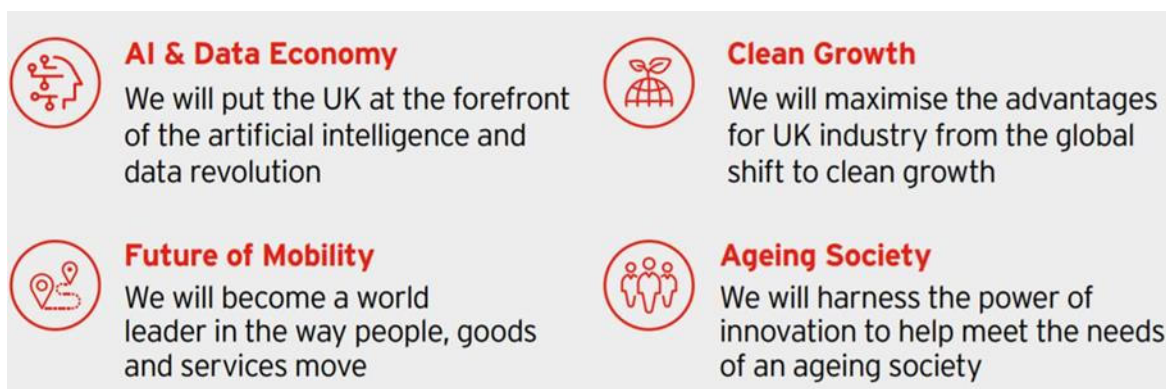 AI & Data Economy
We will put the UK at the forefront
of the artificial intelligence and
data revolution
Clean Growth
We will maximise the advantages
for UK industry from the global
shift to clean growth
Future of Mobility
We will become a world
leader in the way people, goods
and services move
Ageing Society
We will harness the power of
innovation to help meet the needs
of an ageing society